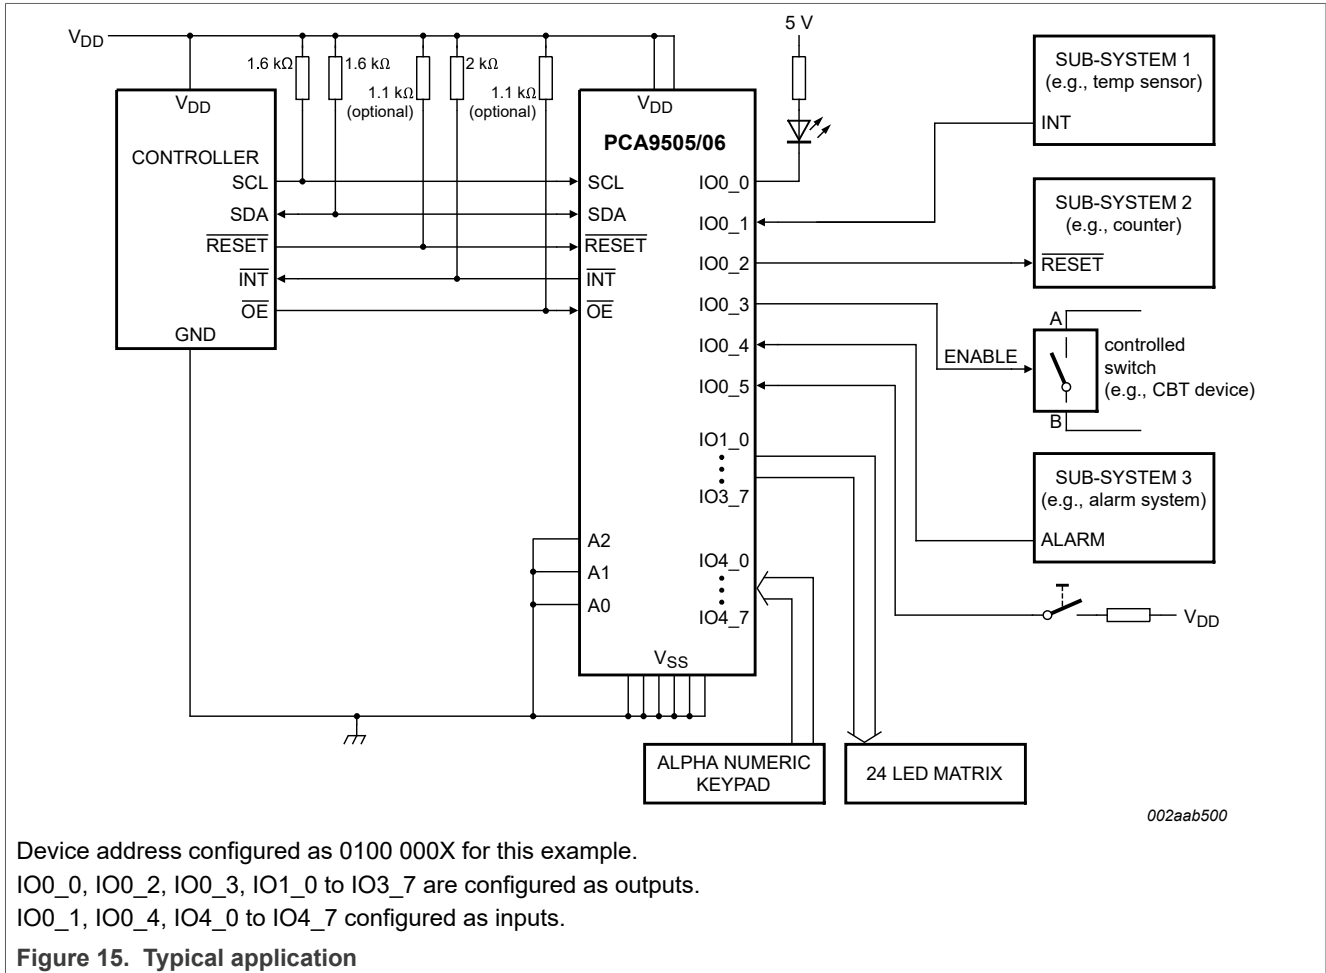 5 V
VDD
1.6 kΩ
1.6 kΩ
2 kΩ
1.1 kΩ
(optional)
1.1 kΩ
(optional)
VDD
CONTROLLER
SCL
SDA
RESET
INT
OE
GND
VDD
PCA9505/06
SCL
SDA
RESET
INT
OE
A2
A1
A0
VSS
IO0_0
IO0_1
IO0_2
IO0_3
IO0_4
IO0_5
IO1_0
IO3_7
IO4_0
IO4_7
SUB-SYSTEM 1
(e.g., temp sensor)
INT
SUB-SYSTEM 2
(e.g., counter)
RESET
A
ENABLE
B
controlled
switch
(e.g., CBT device)
SUB-SYSTEM 3
(e.g., alarm system)
ALARM
VDD
ALPHA NUMERIC
KEYPAD
24 LED MATRIX
002aab500
Device address configured as 0100 000X for this example.
IO0_0, IO0_2, IO0_3, IO1_0 to IO3_7 are configured as outputs.
IO0_1, IO0_4, IO4_0 to IO4_7 configured as inputs.
Figure 15. Typical application